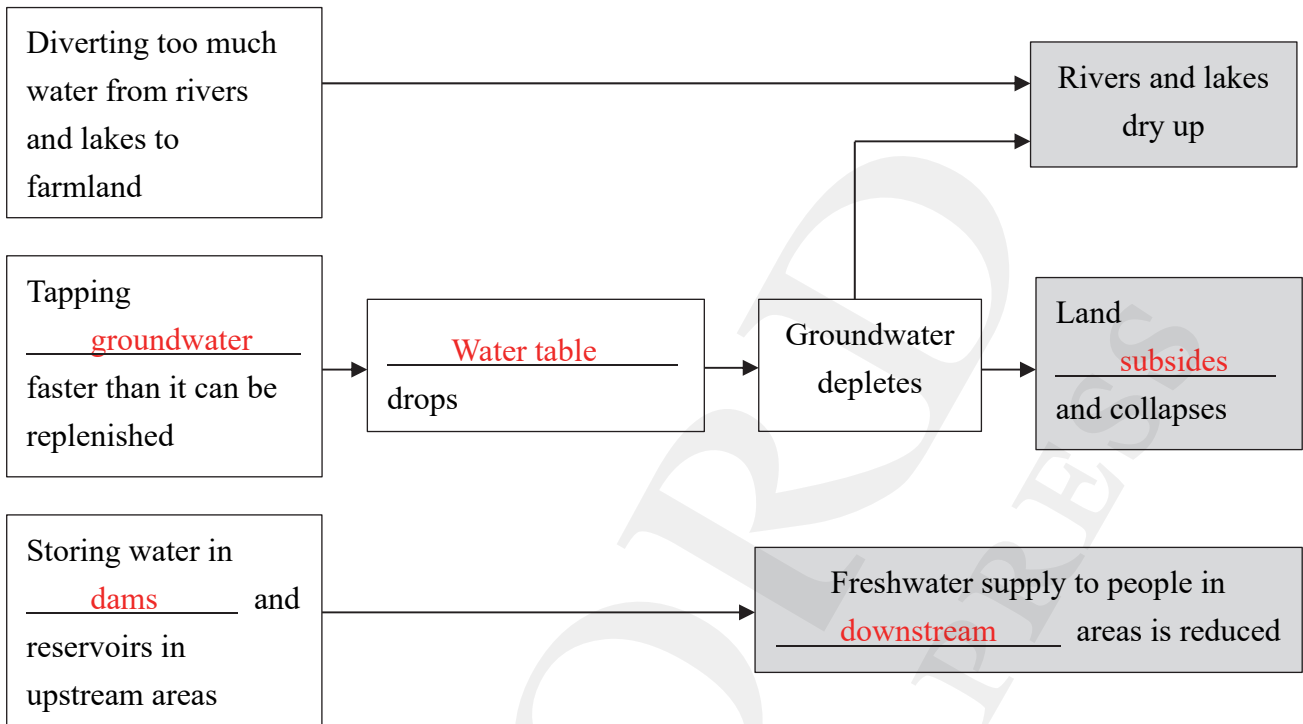 Diverting too much
water from rivers
and lakes to
farmland
Rivers and lakes
dry up
Tapping
groundwater
faster than it can be
replenished
Water table
drops
Groundwater
depletes
Land
subsides
and collapses
Storing water in
dams and
reservoirs in
upstream areas
Freshwater supply to people in
downstream areas is reduced
ORD
PRESS